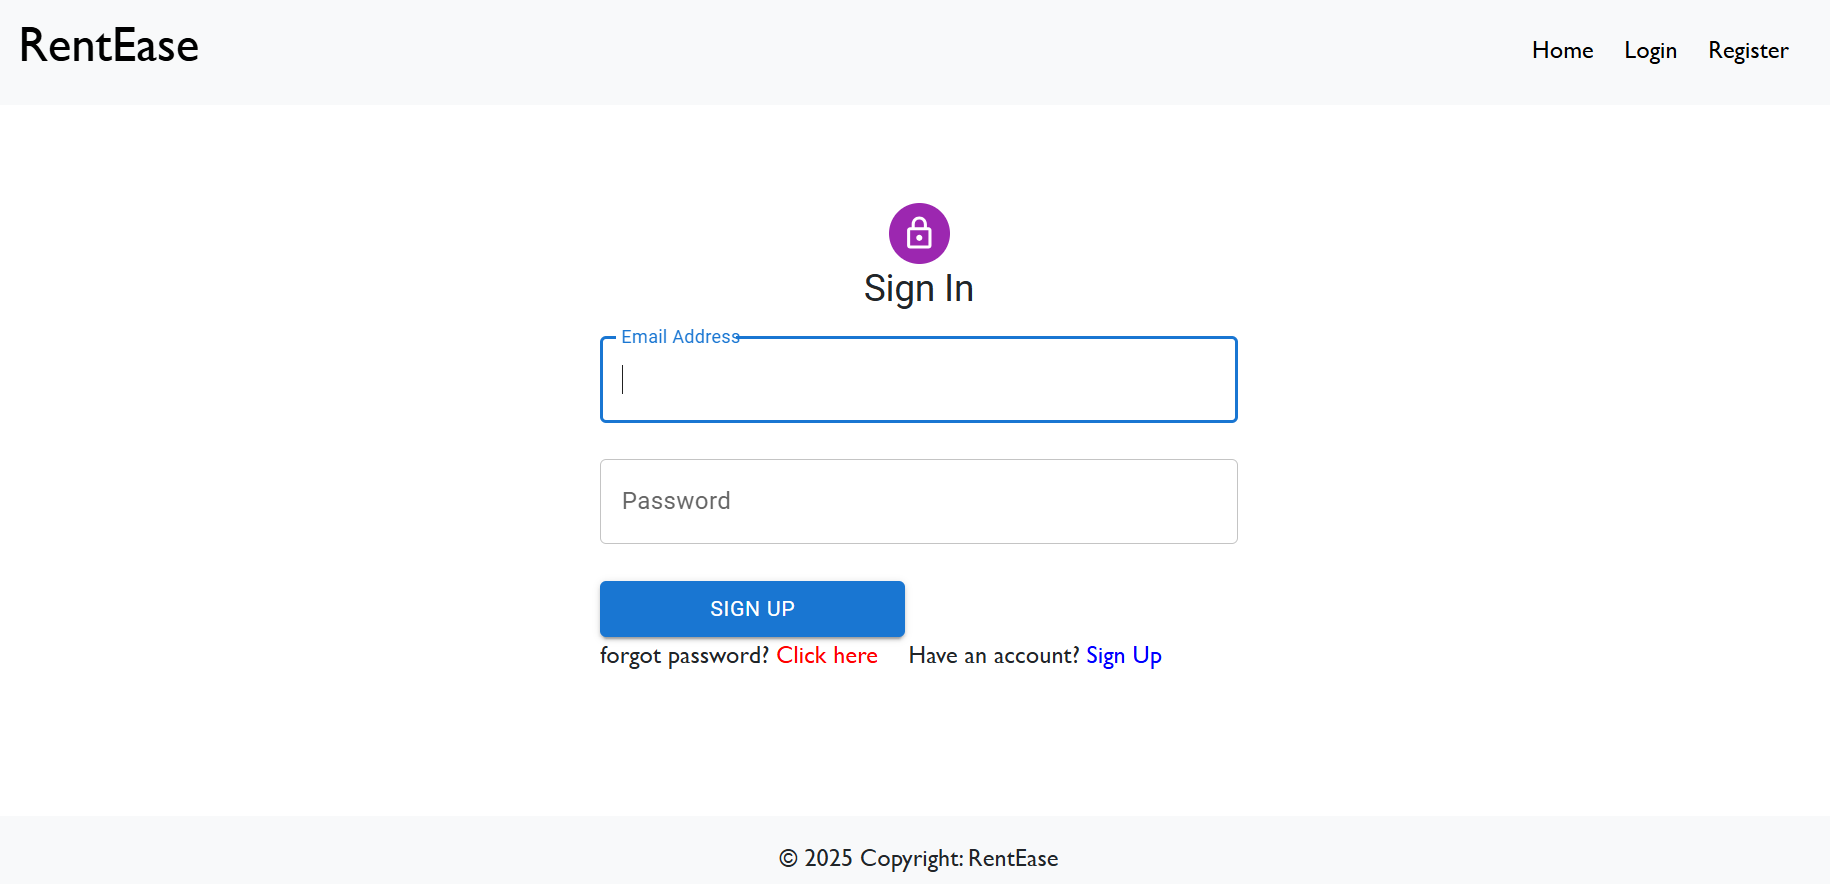 RentEase
Home Login Register
Sign In
Email Address
Password
SIGN UP
forgot password? Click here Have an account? Sign Up
© 2025 Copyright: RentEase